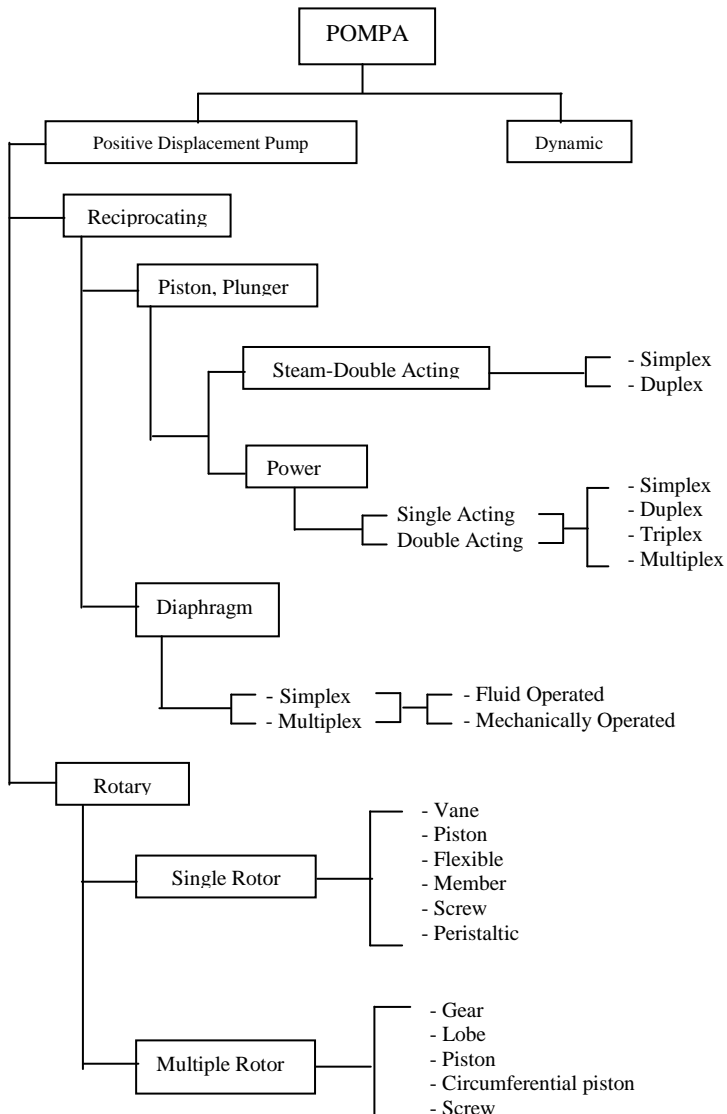 POMPA
Positive Displacement Pump
Dynamic
Reciprocating
Piston, Plunger
Steam-Double Acting
- Simplex
- Duplex
Power
Single Acting
Double Acting
- Simplex
- Duplex
- Triplex
- Multiplex
Diaphragm
- Simplex
- Multiplex
- Fluid Operated
- Mechanically Operated
Rotary
Single Rotor
- Vane
- Piston
- Flexible
- Member
- Screw
- Peristaltic
Multiple Rotor
- Gear
- Lobe
- Piston
- Circumferential piston
- Screw